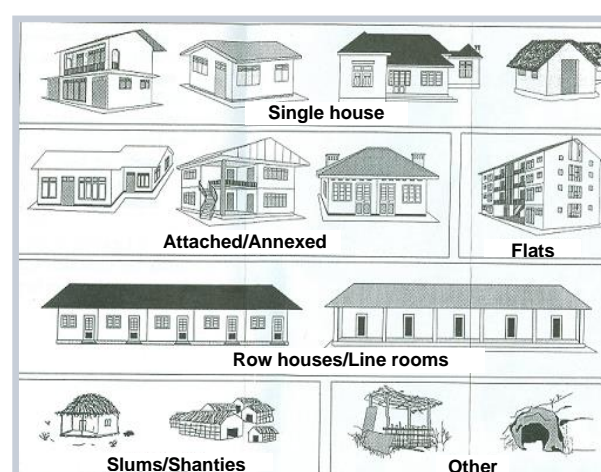 Single house
Attached/Annexed
Flats
Row houses/Line rooms
Slums/Shanties
Other